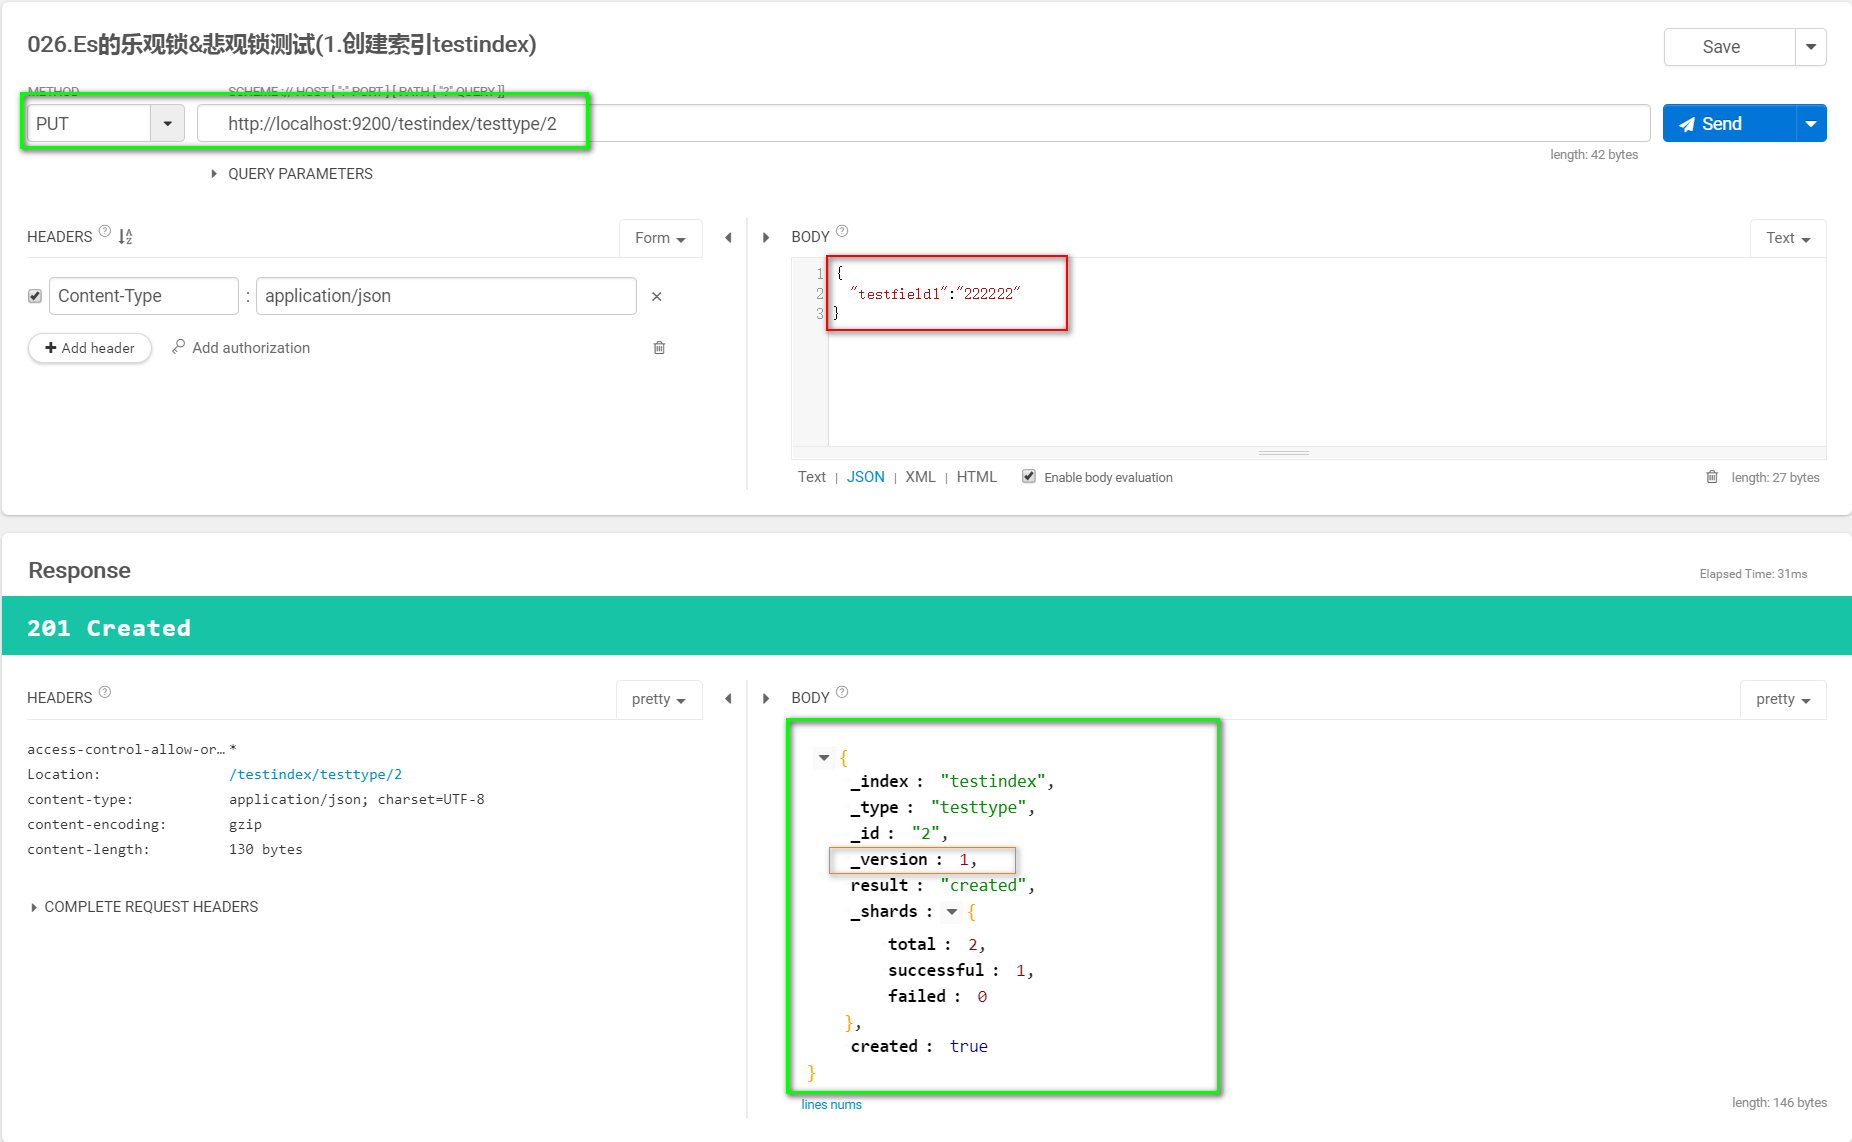 026.Es的乐观锁&悲观锁测试(1.创建索引testindex)
Save
METHOD
SCHEME :// HOST [ ":" PORT ] [ PATH [ "?" QUERY ]]
PUT
http://localhost:9200/testindex/testtype/2
Send
length: 42 bytes
QUERY PARAMETERS
HEADERS
Form
BODY
Text
Content-Type : application/json
Add header
Add authorization
1 {
2 "testfield1":"222222"
3 }
Text | JSON | XML | HTML
Enable body evaluation
length: 27 bytes
Response
Elapsed Time: 31ms
201 Created
HEADERS
pretty
BODY
pretty
access-control-allow-or… *
Location: /testindex/testtype/2
content-type: application/json; charset=UTF-8
content-encoding: gzip
content-length: 130 bytes
COMPLETE REQUEST HEADERS
{
_index : "testindex",
_type : "testtype",
_id : "2",
_version : 1,
result : "created",
_shards : {
total : 2,
successful : 1,
failed : 0
},
created : true
}
lines nums
length: 146 bytes